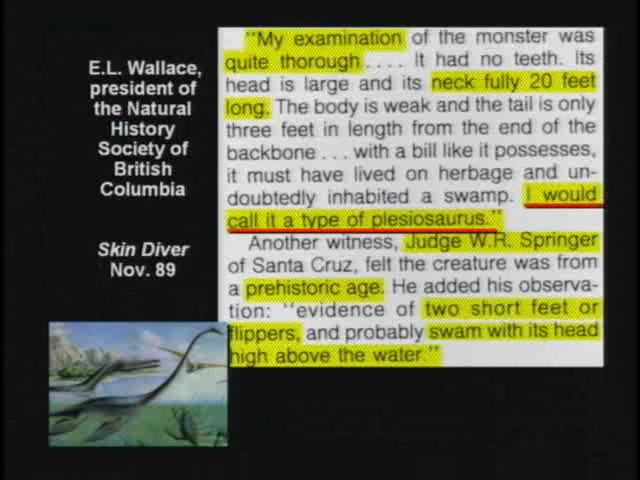 E.L. Wallace,
president of
the Natural
History
Society of
British
Columbia
Skin Diver
Nov. 89
"My examination of the monster was
quite thorough.... It had no teeth. Its
head is large and its neck fully 20 feet
long. The body is weak and the tail is only
three feet in length from the end of the
backbone...with a bill like it possesses,
it must have lived on herbage and un-
doubtedly inhabited a swamp. I would
call it a type of plesiosaurus."
Another witness, Judge W.R. Springer
of Santa Cruz, felt the creature was from
a prehistoric age. He added his observa-
tion: "evidence of two short feet or
flippers, and probably swam with its head
high above the water."